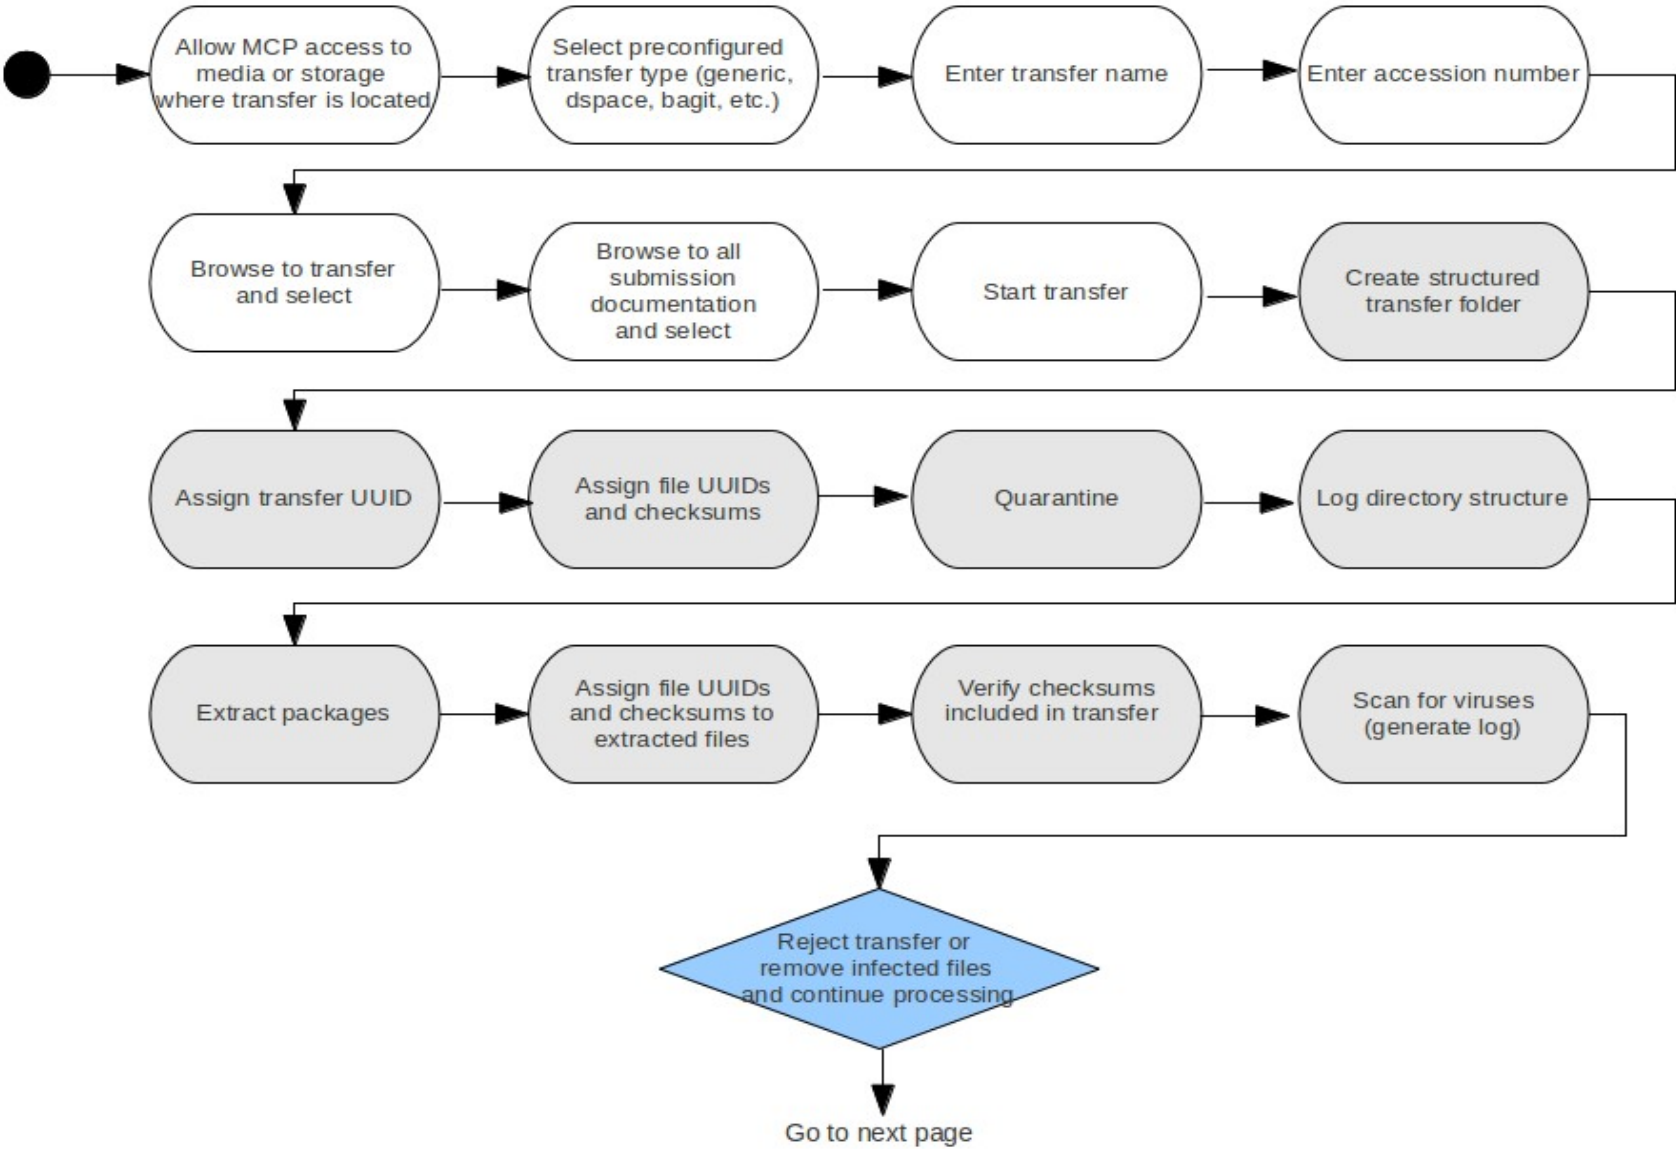 Allow MCP access to
media or storage
where transfer is located
Select preconfigured
transfer type (generic,
dspace, bagit, etc.)
Enter transfer name
Enter accession number
Browse to transfer
and select
Browse to all
submission
documentation
and select
Start transfer
Create structured
transfer folder
Assign transfer UUID
Assign file UUIDs
and checksums
Quarantine
Log directory structure
Extract packages
Assign file UUIDs
and checksums to
extracted files
Verify checksums
included in transfer
Scan for viruses
(generate log)
Reject transfer or
remove infected files
and continue processing
Go to next page